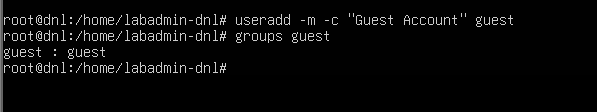 root@dnl:/home/labadmin-dnl# useradd -m -c "Guest Account" guest
root@dnl:/home/labadmin-dnl# groups guest
guest : guest
root@dnl:/home/labadmin-dnl#